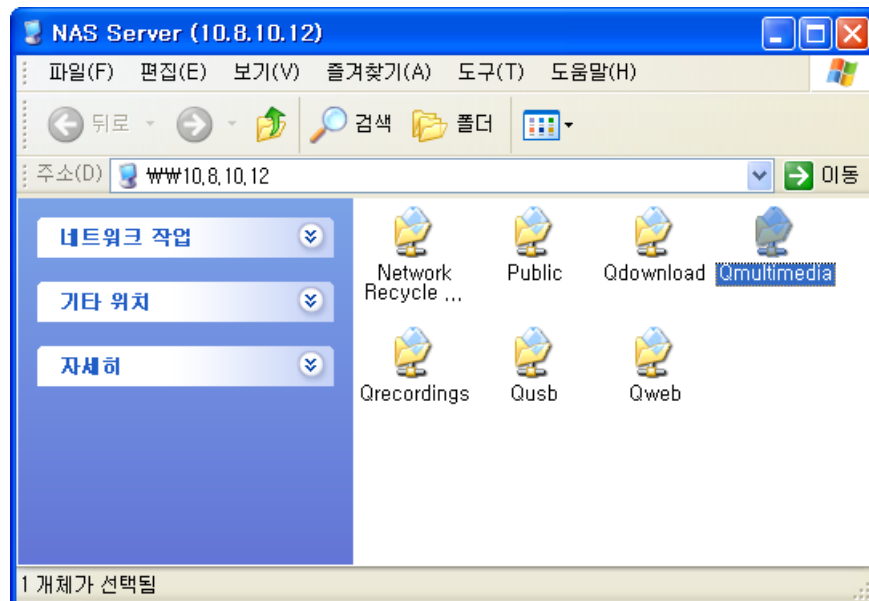 NAS Server (10.8.10.12)
파일(F) 편집(E) 보기(V) 즐겨찾기(A) 도구(T) 도움말(H)
뒤로 검색 폴더
주소(D) ₩₩10.8.10.12 이동
네트워크 작업
기타 위치
자세히
Network Recycle ...
Public
Qdownload
Qmultimedia
Qrecordings
Qusb
Qweb
1 개체가 선택됨